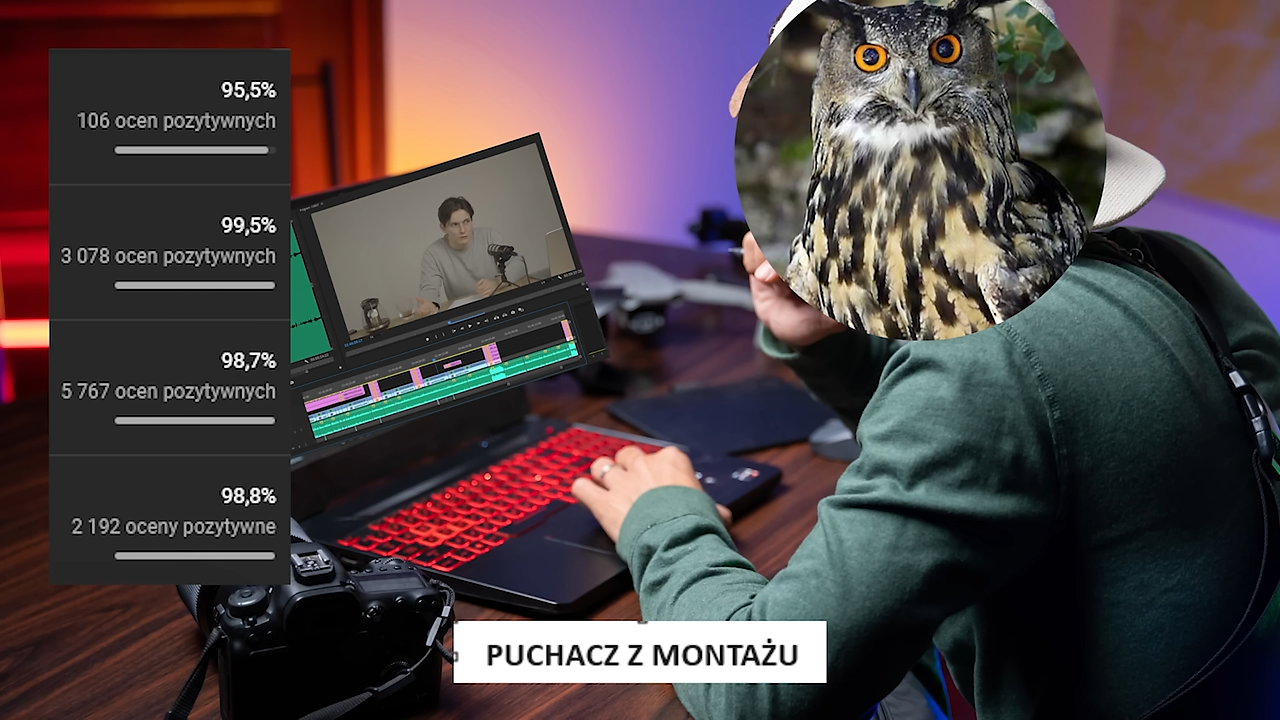 95,5%
106 ocen pozytywnych
99,5%
3 078 ocen pozytywnych
98,7%
5 767 ocen pozytywnych
98,8%
2 192 oceny pozytywne
PUCHACZ Z MONTAŻU